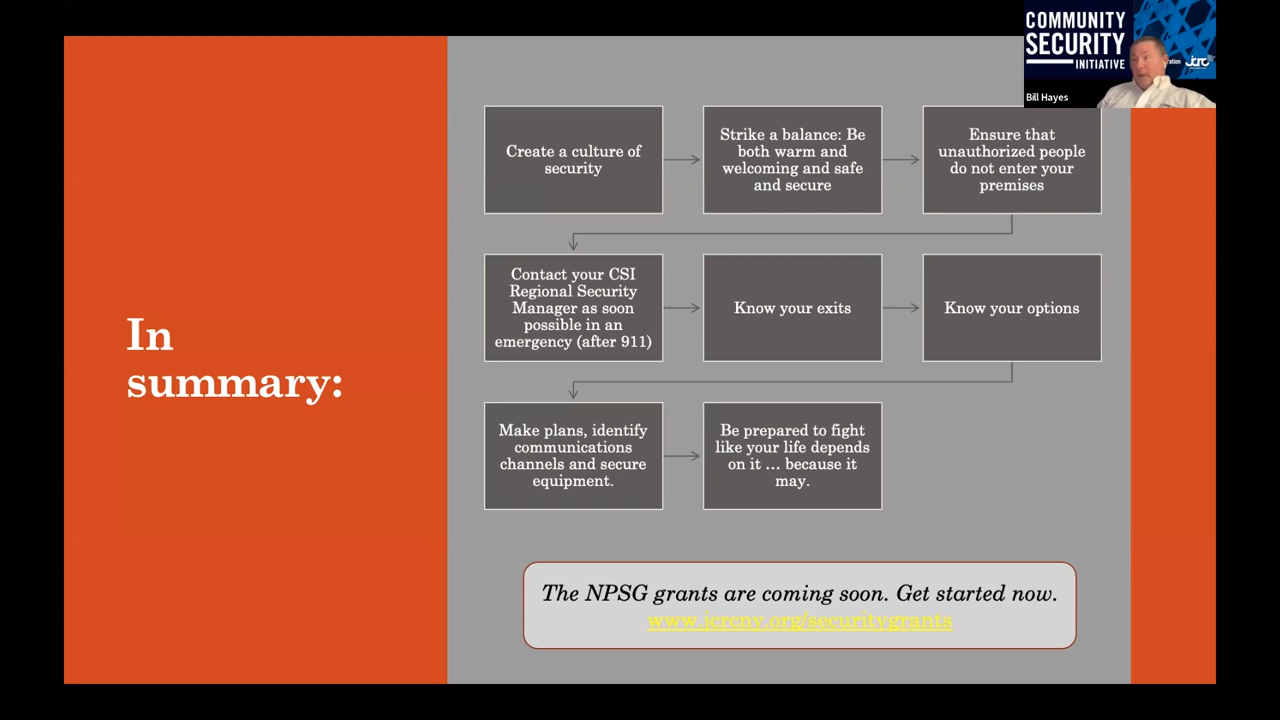 COMMUNITY
SECURITY
INITIATIVE
ration
jcrc
Bill Hayes
In
summary:
Create a culture of
security
Strike a balance: Be
both warm and
welcoming and safe
and secure
Ensure that
unauthorized people
do not enter your
premises
Contact your CSI
Regional Security
Manager as soon
possible in an
emergency (after 911)
Know your exits
Know your options
Make plans, identify
communications
channels and secure
equipment.
Be prepared to fight
like your life depends
on it … because it
may.
The NPSG grants are coming soon. Get started now.
www.jcrcny.org/securitygrants